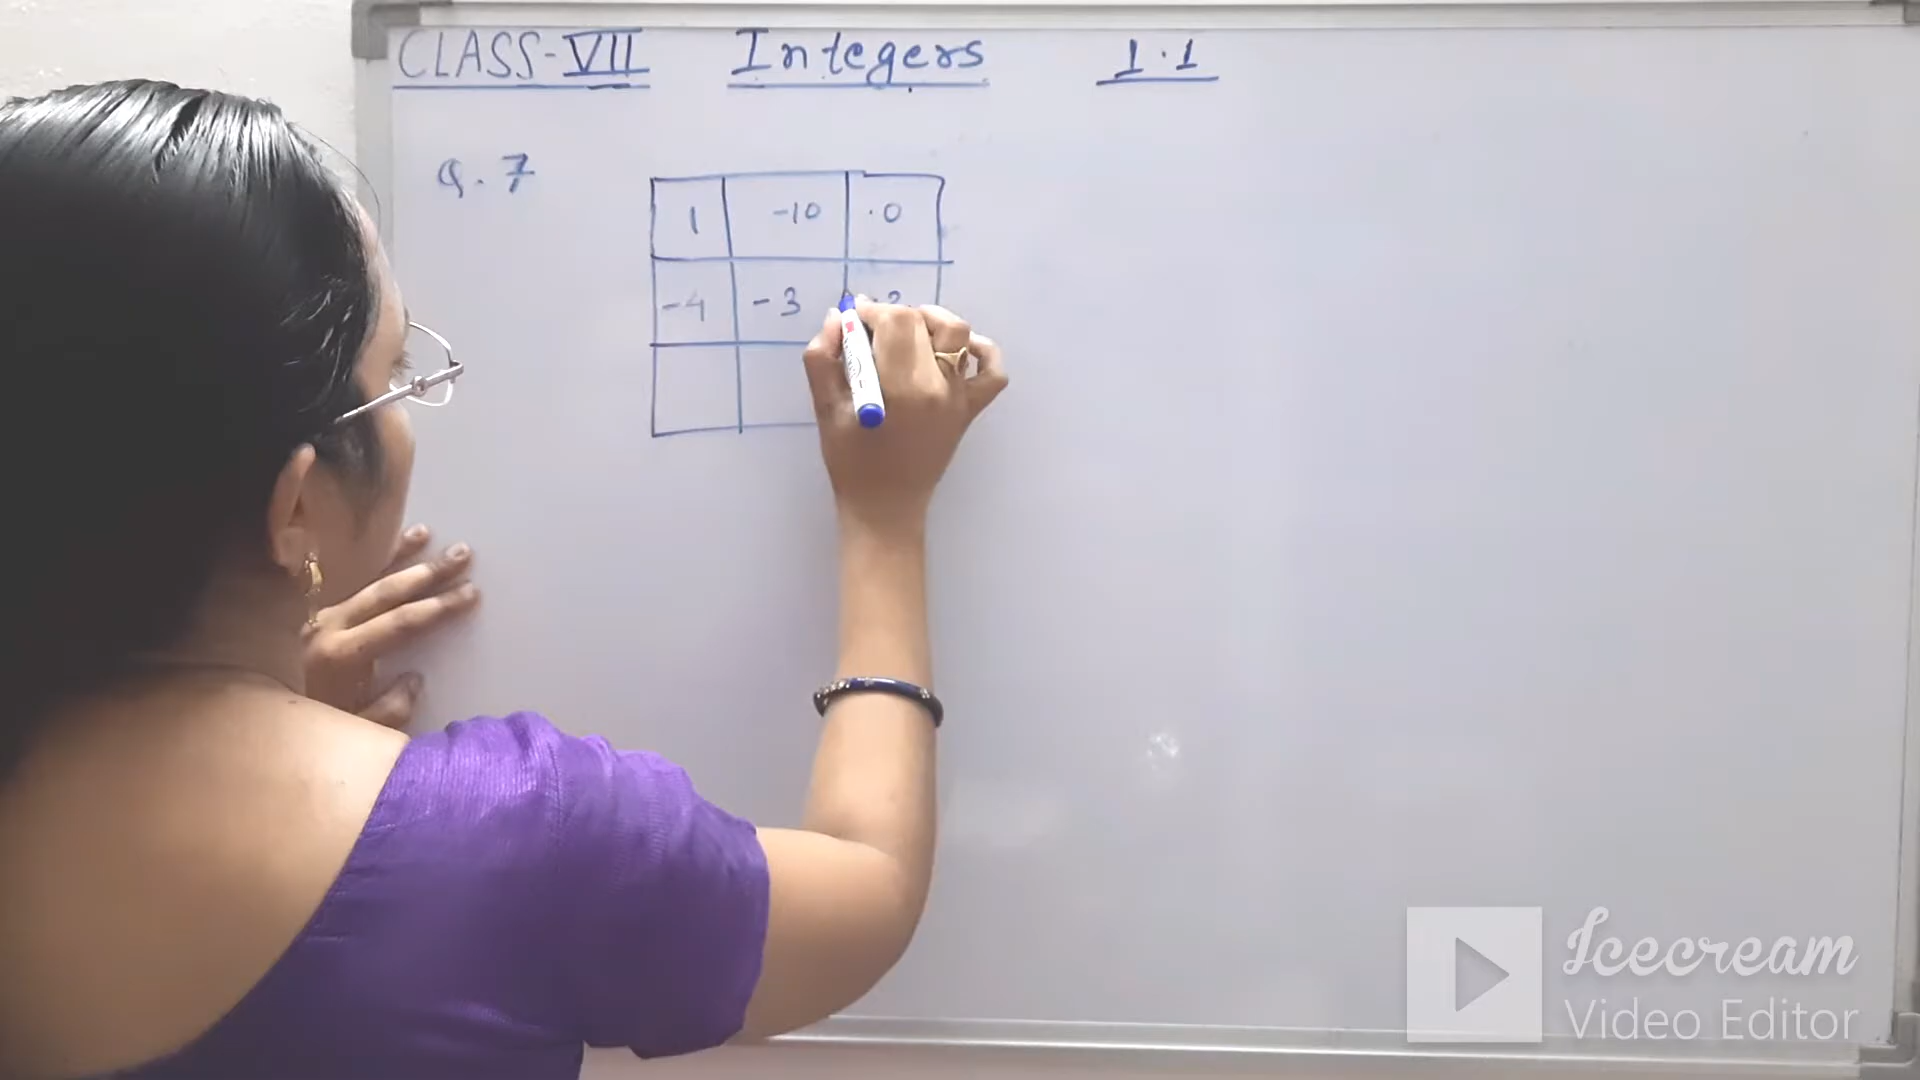 CLASS-VII Integers 1.1
Q. 7
1 -10 .0
-4 -3
Icecream
Video Editor